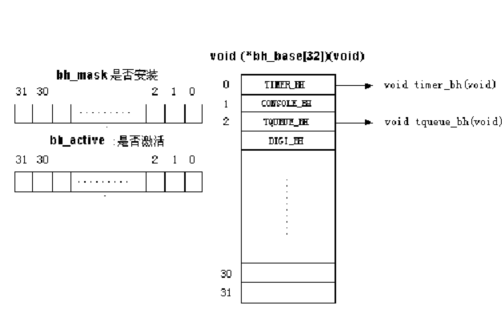 void (*bh_base[32])(void)
bh_mask 是否安装
31 30 ......... 2 1 0
bh_active :是否激活
31 30 ......... 2 1 0
0 TIMER_BH void timer_bh(void)
1 CONSOLE_BH
2 TQUEUE_BH void tqueue_bh(void)
DIGI_BH
30
31